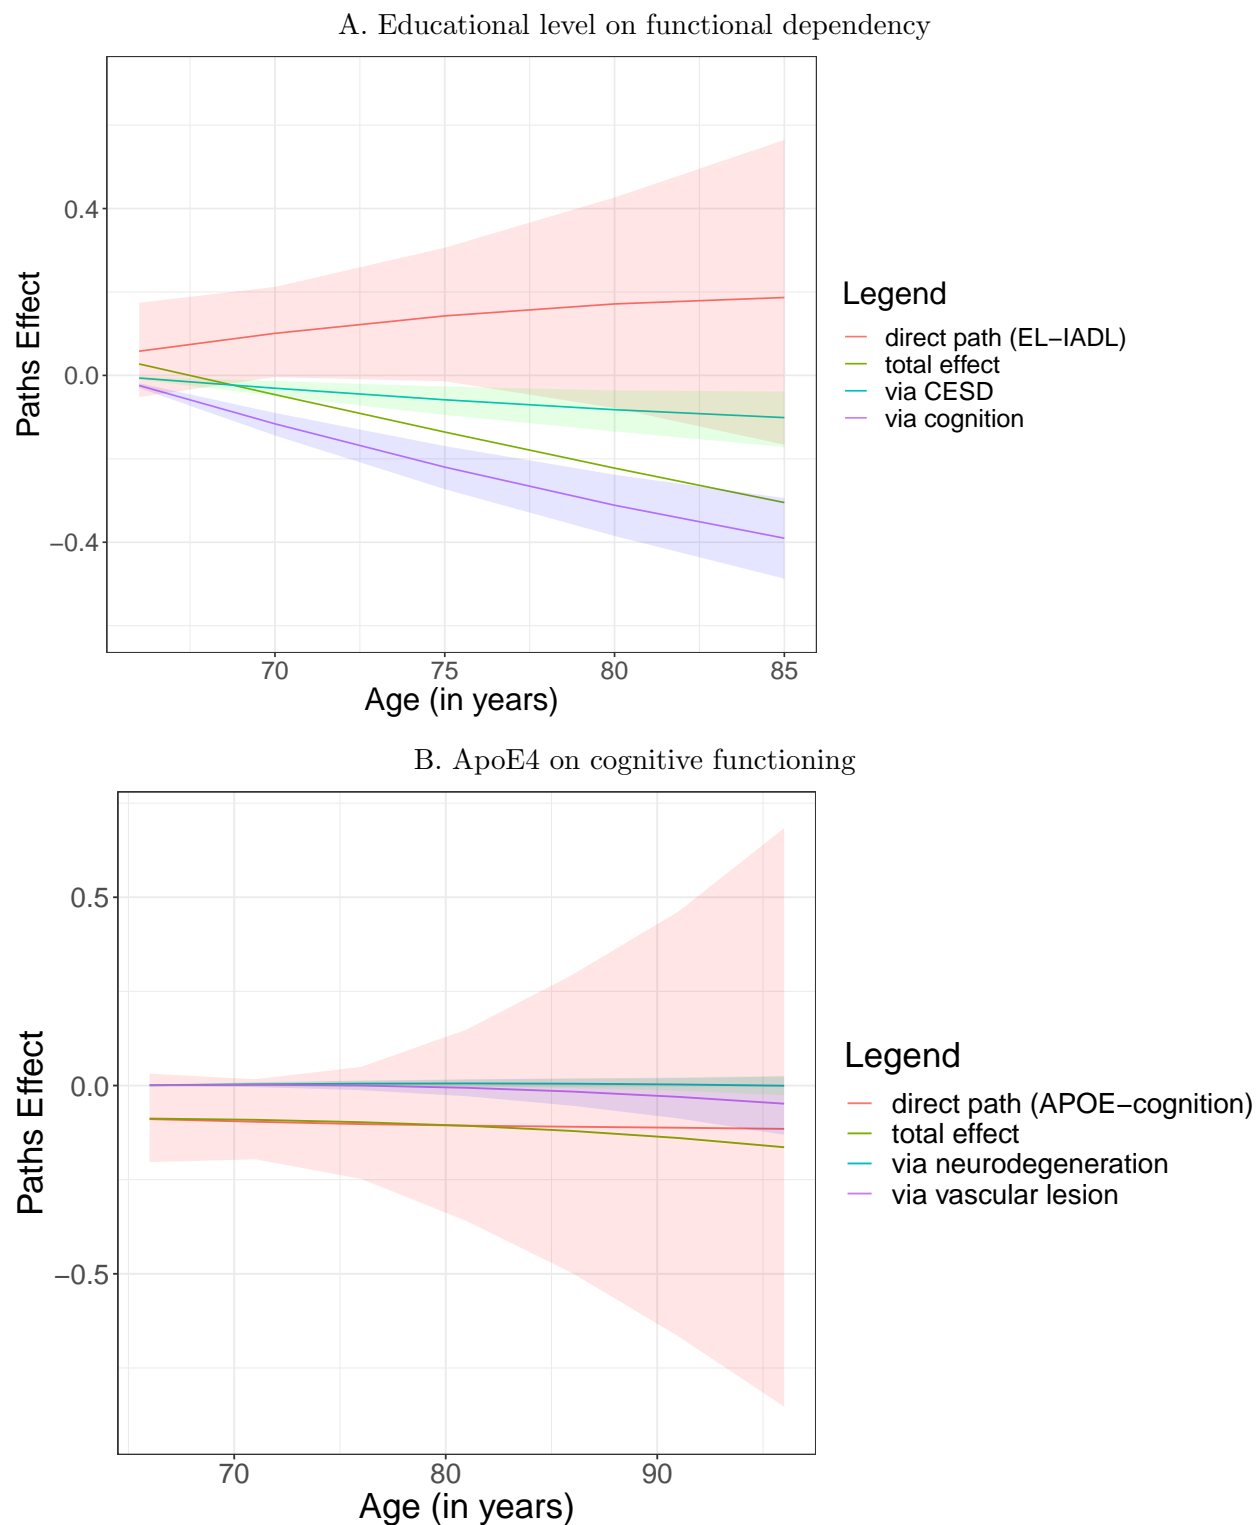 A. Educational level on functional dependency
0.4
0.0
−0.4
Paths Effect
70 75 80 85
Age (in years)
Legend
direct path (EL−IADL)
total effect
via CESD
via cognition
B. ApoE4 on cognitive functioning
0.5
0.0
−0.5
Paths Effect
70 80 90
Age (in years)
Legend
direct path (APOE−cognition)
total effect
via neurodegeneration
via vascular lesion